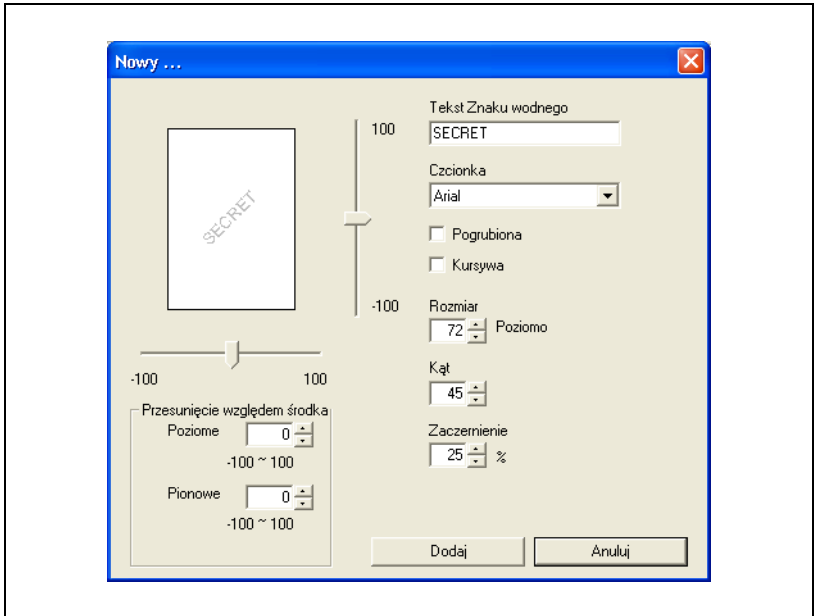 Nowy ...
Tekst Znaku wodnego
100
SECRET
Czcionka
Arial
SECRET
Pogrubiona
Kursywa
-100
Rozmiar
72 Poziomo
-100 100
Kąt
45
Przesunięcie względem środka
Poziome 0
-100 ~ 100
Zaczernienie
25 %
Pionowe 0
-100 ~ 100
Dodaj Anuluj